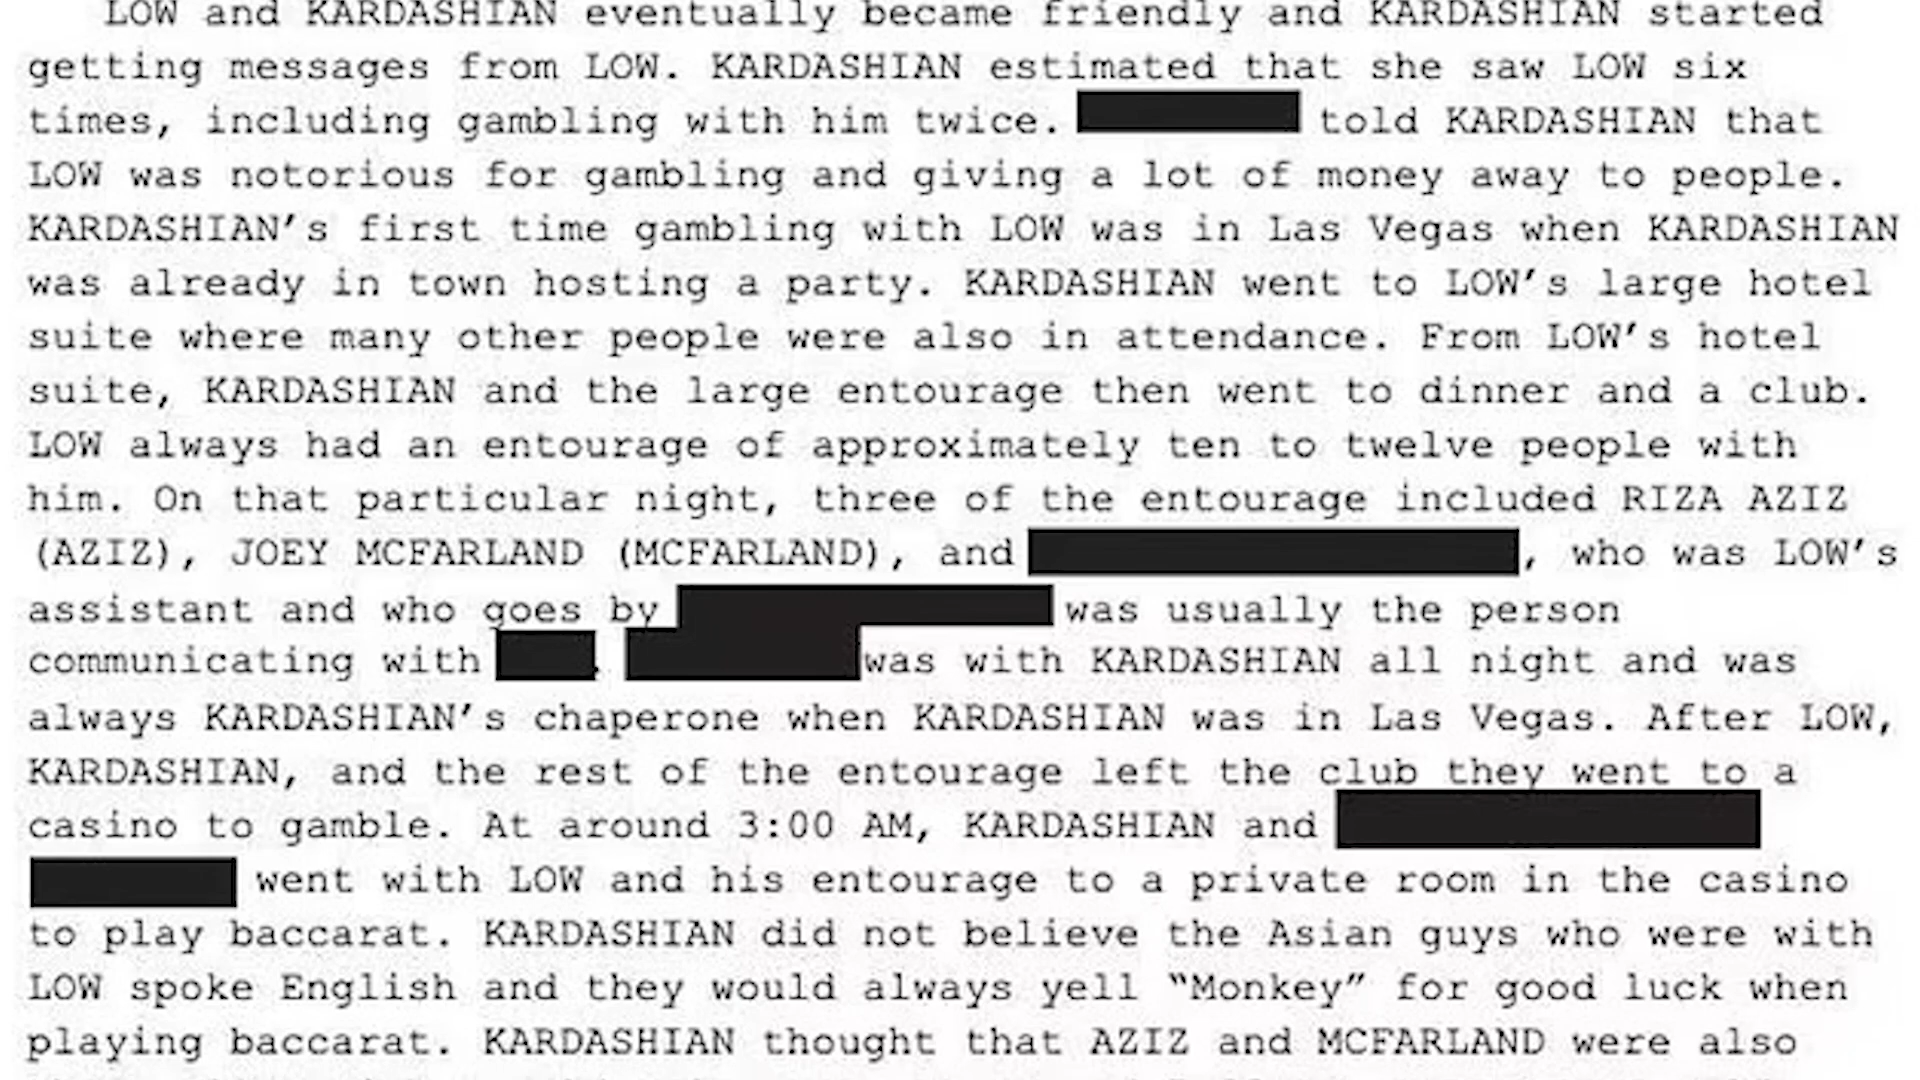 LOW and KARDASHIAN eventually became friendly and KARDASHIAN started
getting messages from LOW. KARDASHIAN estimated that she saw LOW six
times, including gambling with him twice. told KARDASHIAN that
LOW was notorious for gambling and giving a lot of money away to people.
KARDASHIAN's first time gambling with LOW was in Las Vegas when KARDASHIAN
was already in town hosting a party. KARDASHIAN went to LOW's large hotel
suite where many other people were also in attendance. From LOW's hotel
suite, KARDASHIAN and the large entourage then went to dinner and a club.
LOW always had an entourage of approximately ten to twelve people with
him. On that particular night, three of the entourage included RIZA AZIZ
(AZIZ), JOEY MCFARLAND (MCFARLAND), and , who was LOW's
assistant and who goes by was usually the person
communicating with . was with KARDASHIAN all night and was
always KARDASHIAN's chaperone when KARDASHIAN was in Las Vegas. After LOW,
KARDASHIAN, and the rest of the entourage left the club they went to a
casino to gamble. At around 3:00 AM, KARDASHIAN and
went with LOW and his entourage to a private room in the casino
to play baccarat. KARDASHIAN did not believe the Asian guys who were with
LOW spoke English and they would always yell “Monkey” for good luck when
playing baccarat. KARDASHIAN thought that AZIZ and MCFARLAND were also